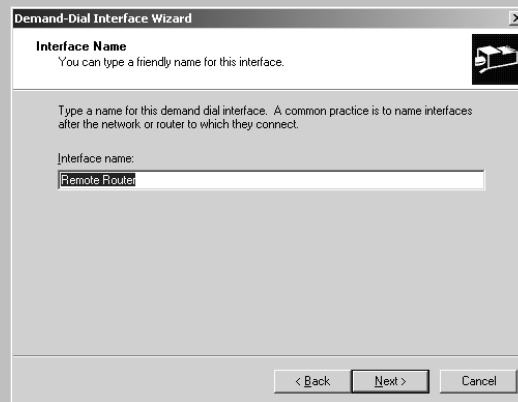 Demand-Dial Interface Wizard
Interface Name
You can type a friendly name for this interface.
Type a name for this demand dial interface. A common practice is to name interfaces
after the network or router to which they connect.
Interface name:
Remote Router
< Back
Next >
Cancel